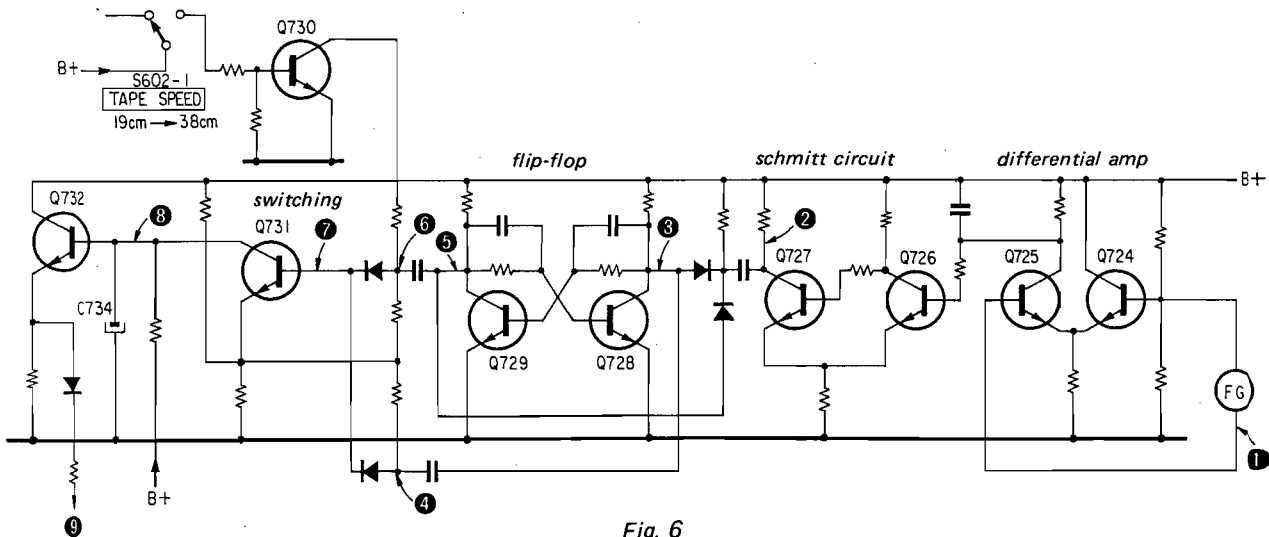 Q730
B+
S602-1
TAPE SPEED
19cm → 38cm
flip-flop
schmitt circuit
differential amp
B+
Q732
8
switching
Q731
7
6
5
3
2
Q727
Q726
Q725
Q724
C734
Q729
Q728
FG
1
4
B+
9
Fig. 6